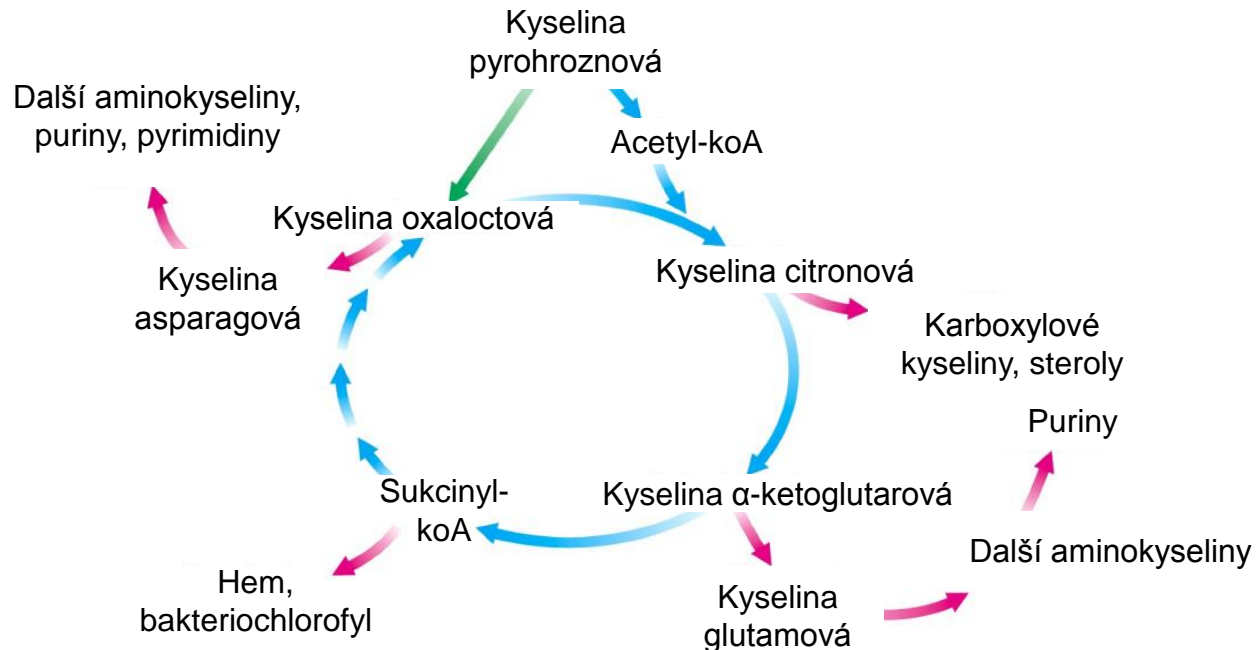 Kyselina
pyrohroznová
Další aminokyseliny,
puriny, pyrimidiny
Acetyl-koA
Kyselina oxaloctová
Kyselina citronová
Kyselina
asparagová
Karboxylové
kyseliny, steroly
Puriny
Sukcinyl-
koA
Kyselina α-ketoglutarová
Další aminokyseliny
Hem,
bakteriochlorofyl
Kyselina
glutamová